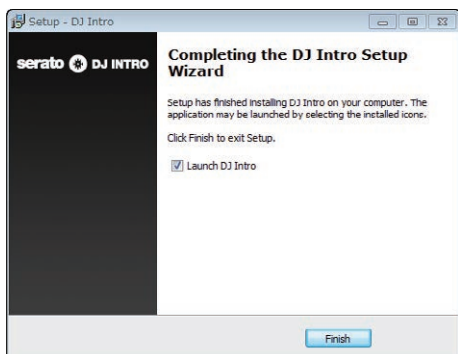 Setup - DJ Intro
serato DJ INTRO
Completing the DJ Intro Setup
Wizard
Setup has finished installing DJ Intro on your computer. The
application may be launched by selecting the installed icons.
Click Finish to exit Setup.
Launch DJ Intro
Finish